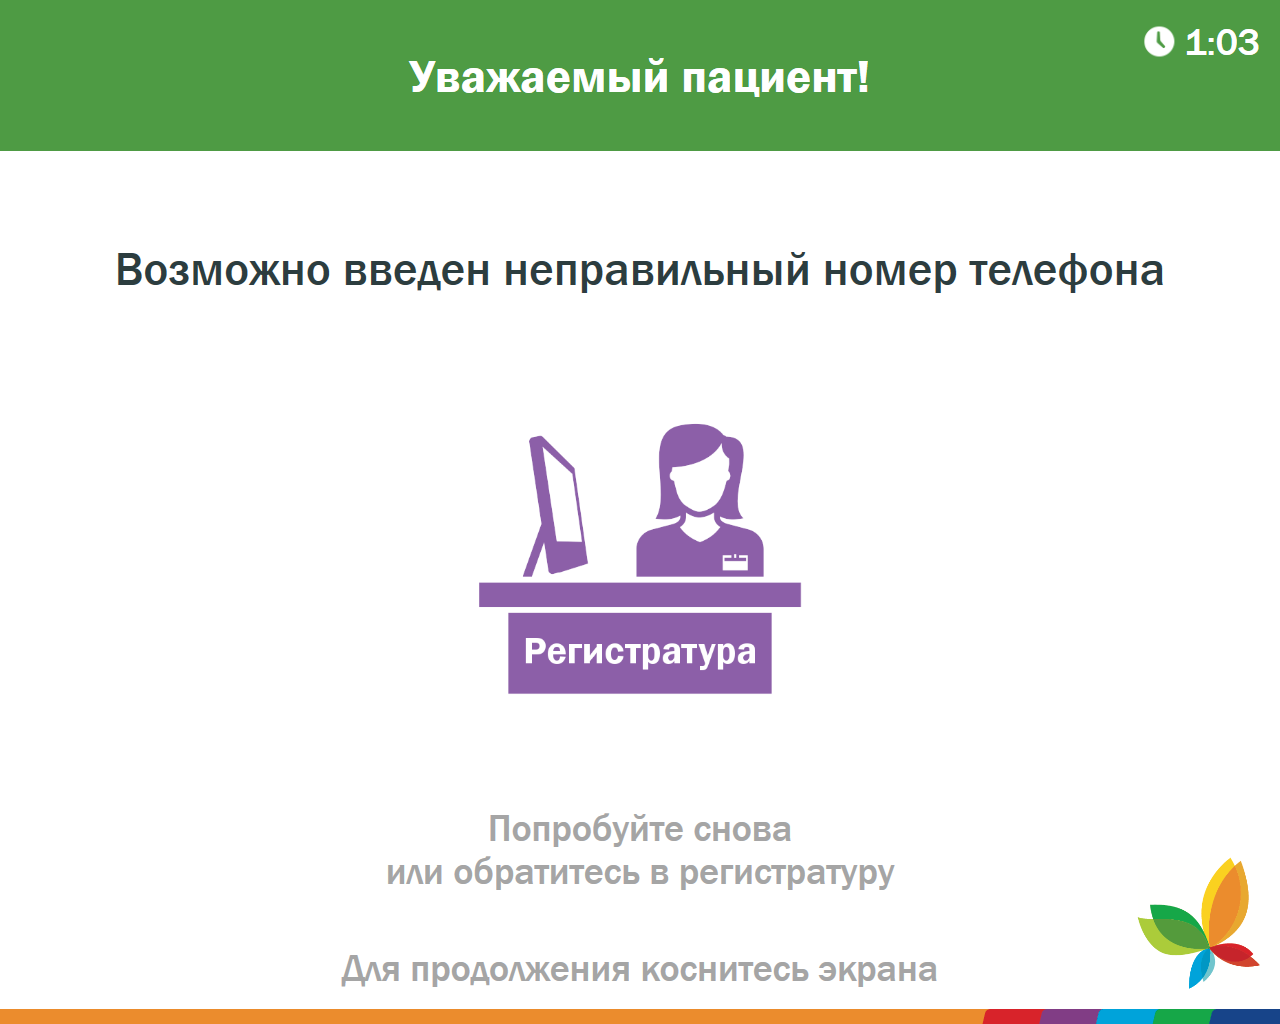 1:03
Уважаемый пациент!
Возможно введен неправильный номер телефона
Регистратура
Попробуйте снова
или обратитесь в регистратуру
Для продолжения коснитесь экрана